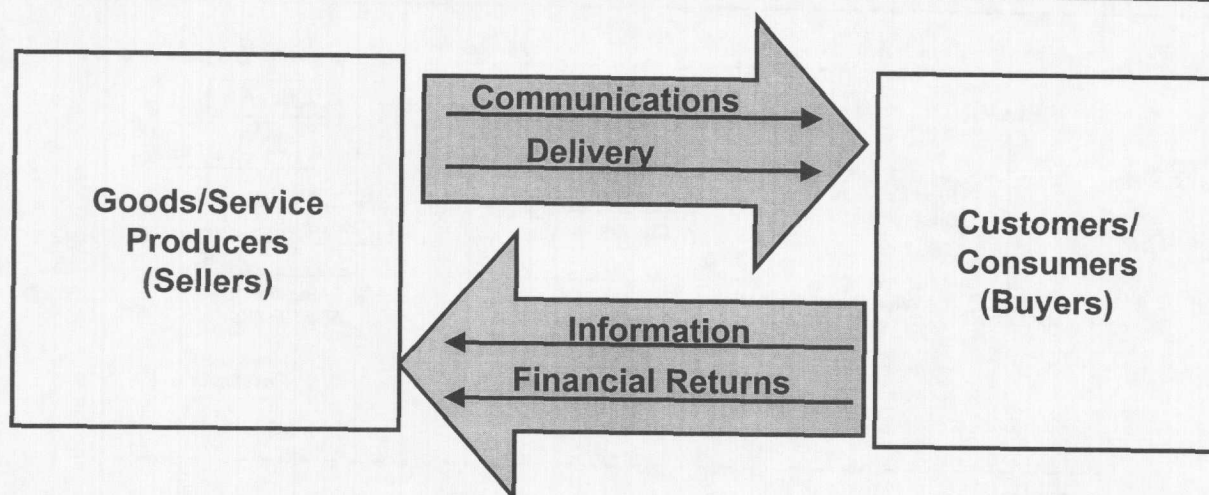 Goods/Service
Producers
(Sellers)
Communications
Delivery
Information
Financial Returns
Customers/
Consumers
(Buyers)